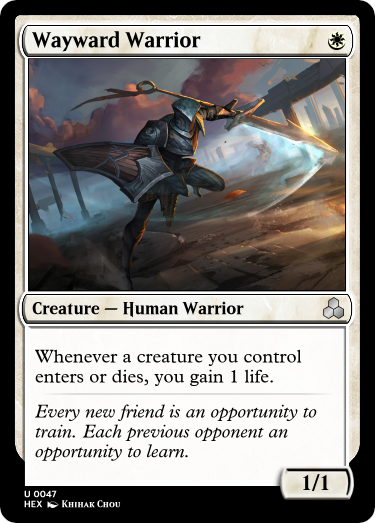 Wayward Warrior
Creature — Human Warrior
Whenever a creature you control
enters or dies, you gain 1 life.
Every new friend is an opportunity to
train. Each previous opponent an
opportunity to learn.
1/1
U 0047
HEX Khihak Chou